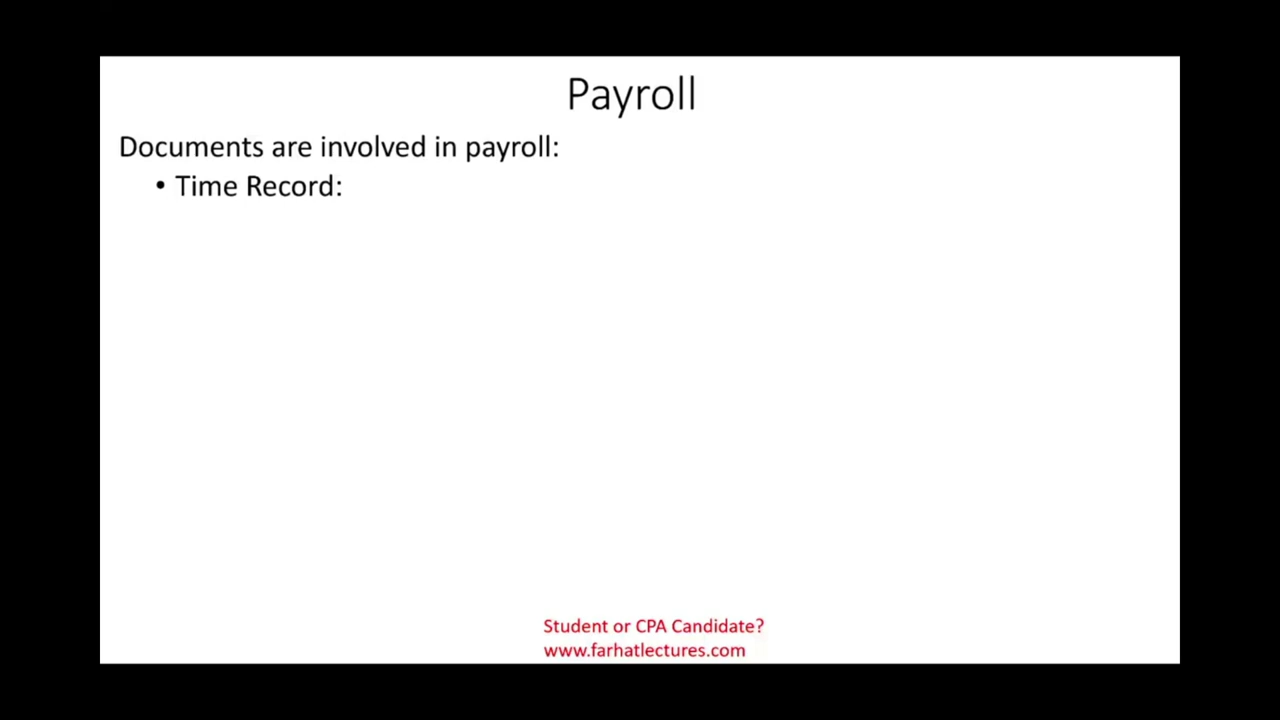 Payroll
Documents are involved in payroll:
• Time Record:
Student or CPA Candidate?
www.farhatlectures.com